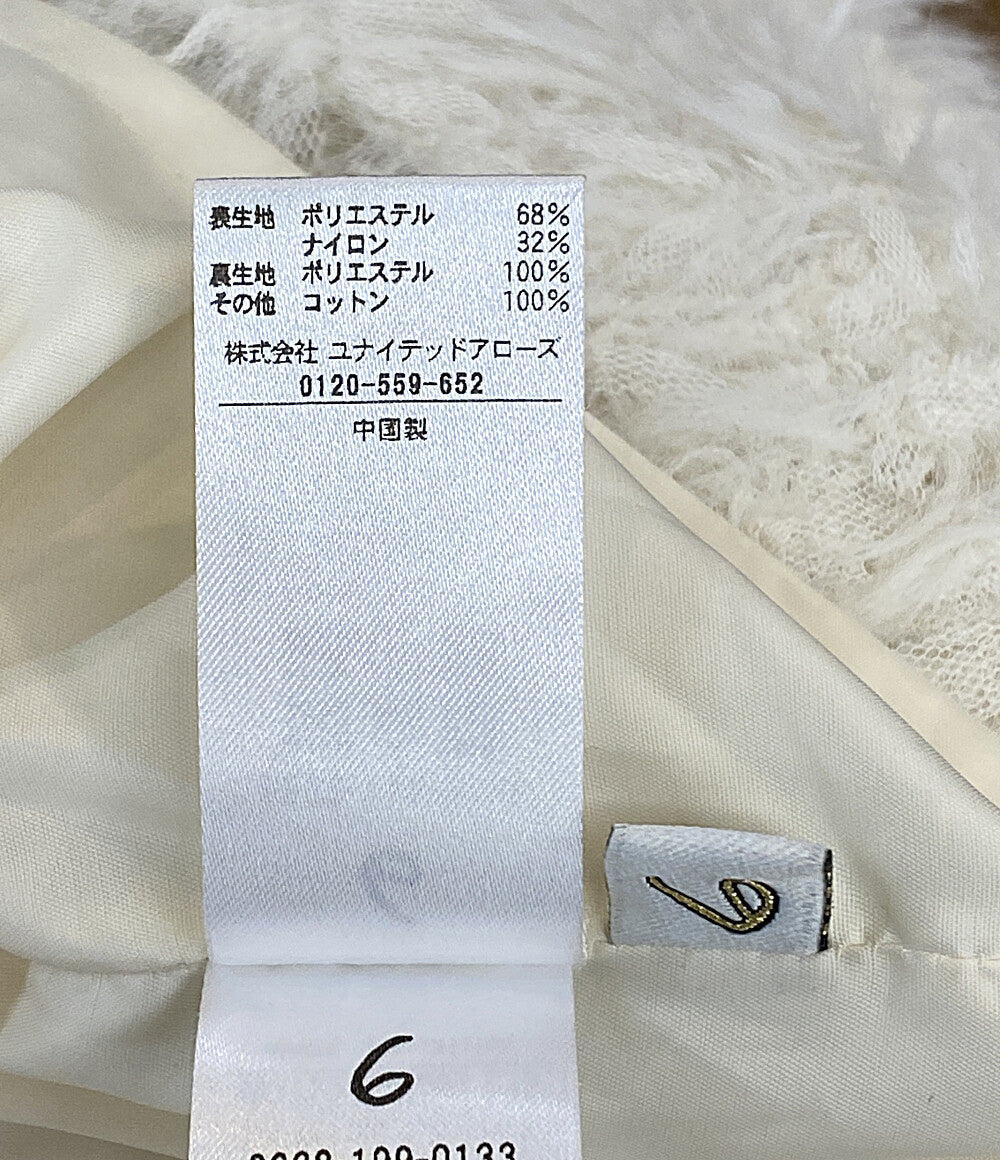 表生地 ポリエステル 68%
ナイロン 32%
裏生地 ポリエステル 100%
その他 コットン 100%
株式会社 ユナイテッドアローズ
0120-559-652
中国製
6
6
199-0133